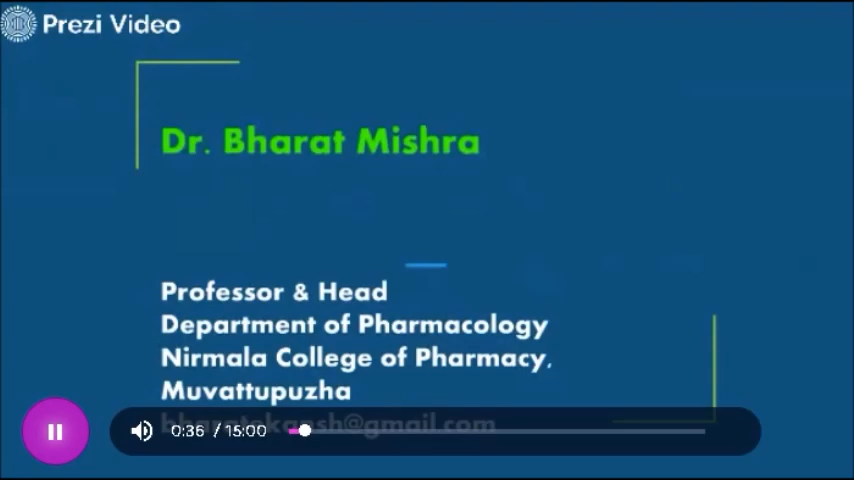 Prezi Video
Dr. Bharat Mishra
Professor & Head
Department of Pharmacology
Nirmala College of Pharmacy,
Muvattupuzha
0:36 / 15:00